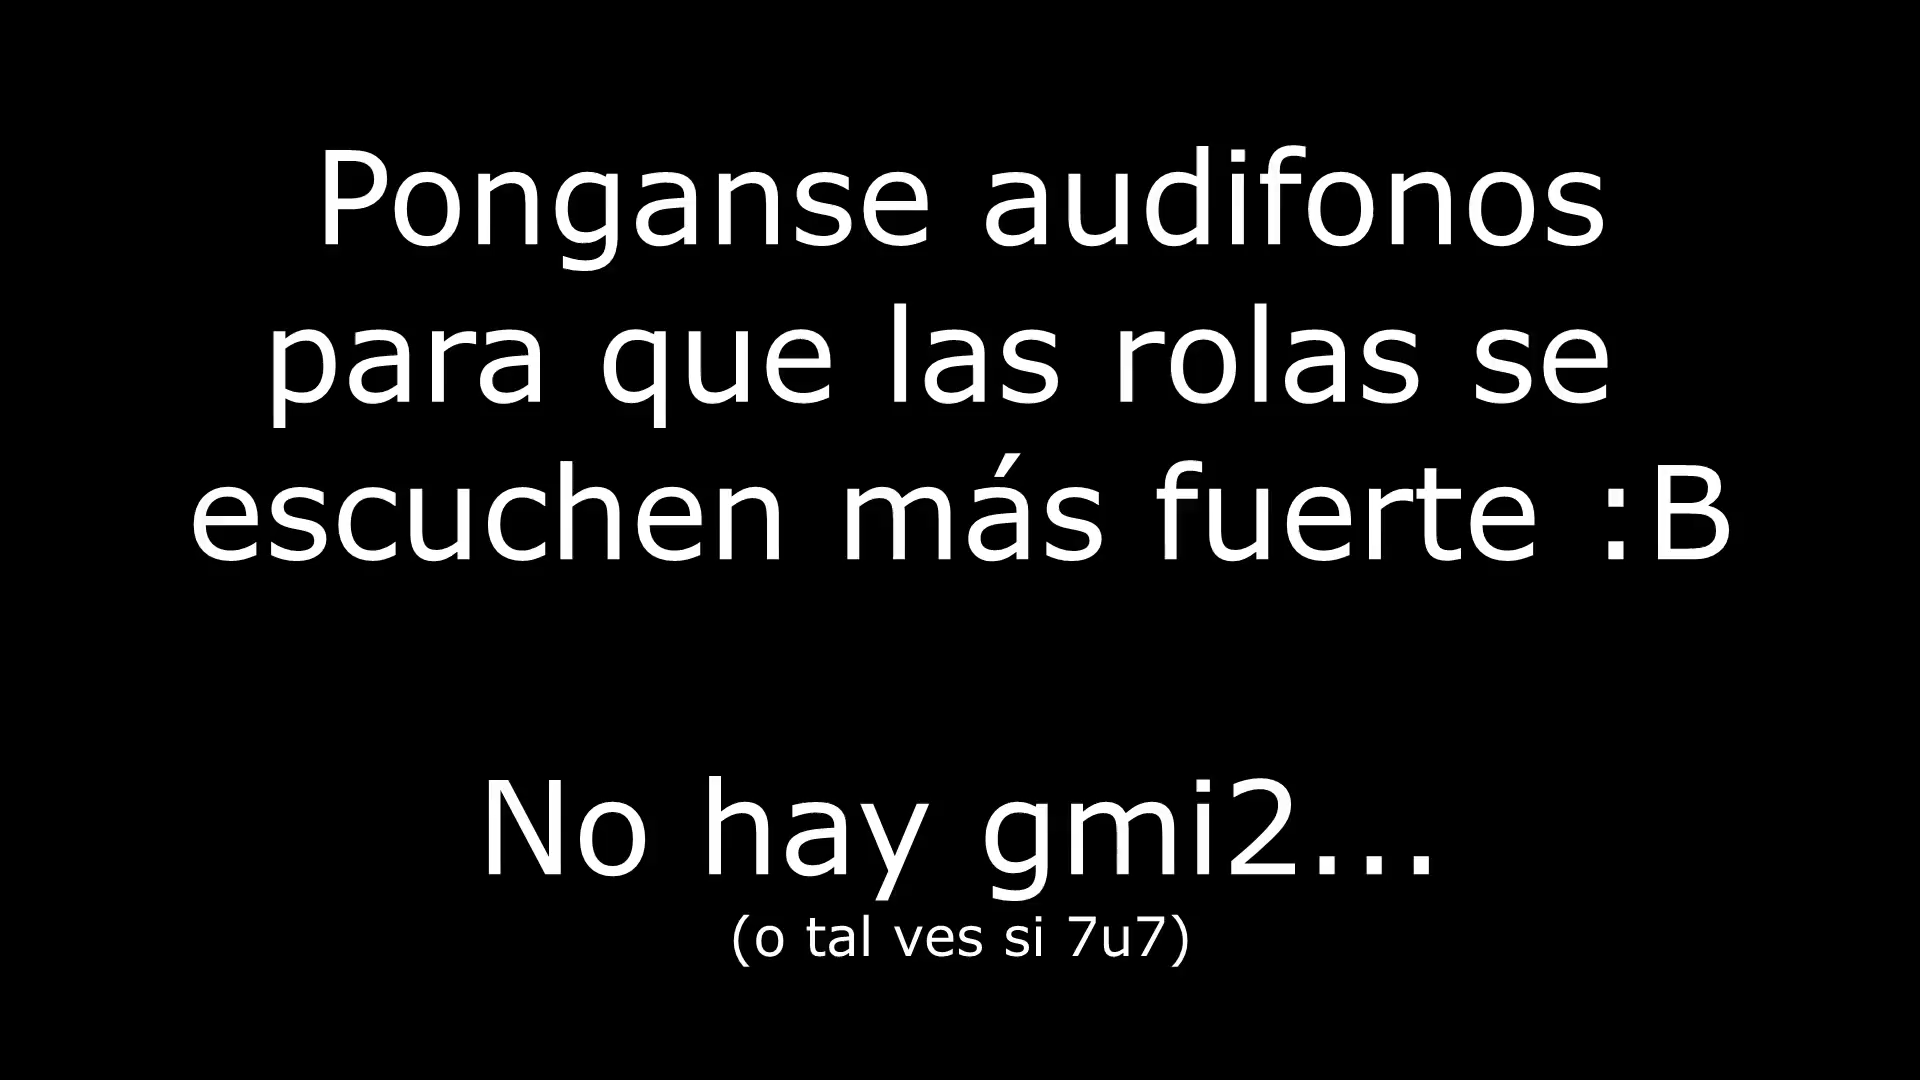 Ponganse audifonos
para que las rolas se
escuchen más fuerte :B
No hay gmi2...
(o tal ves si 7u7)